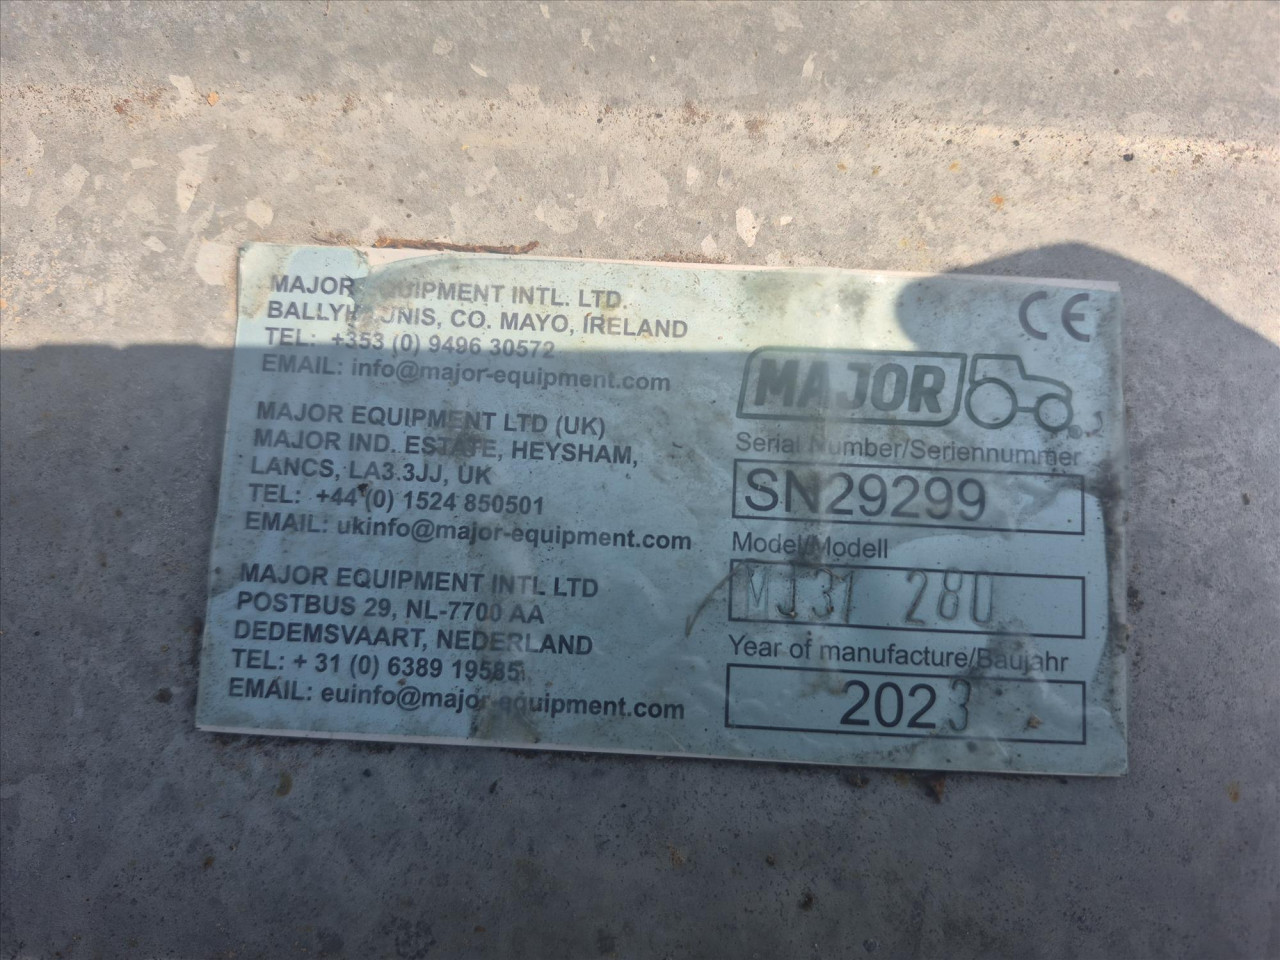 MAJOR EQUIPMENT INTL. LTD.
BALLYHAUNIS, CO. MAYO, IRELAND
TEL: +353 (0) 9496 30572
EMAIL: info@major-equipment.com
MAJOR EQUIPMENT LTD (UK)
MAJOR IND. ESTATE, HEYSHAM,
LANCS, LA3.3JJ, UK
TEL: +44 (0) 1524 850501
EMAIL: ukinfo@major-equipment.com
MAJOR EQUIPMENT INTL LTD
POSTBUS 29, NL-7700 AA
DEDEMSVAART, NEDERLAND
TEL: + 31 (0) 6389 19585
EMAIL: euinfo@major-equipment.com
CE
MAJOR
Serial Number/Seriennummer
SN29299
Model/Modell
MJ31 280
Year of manufacture/Baujahr
2023